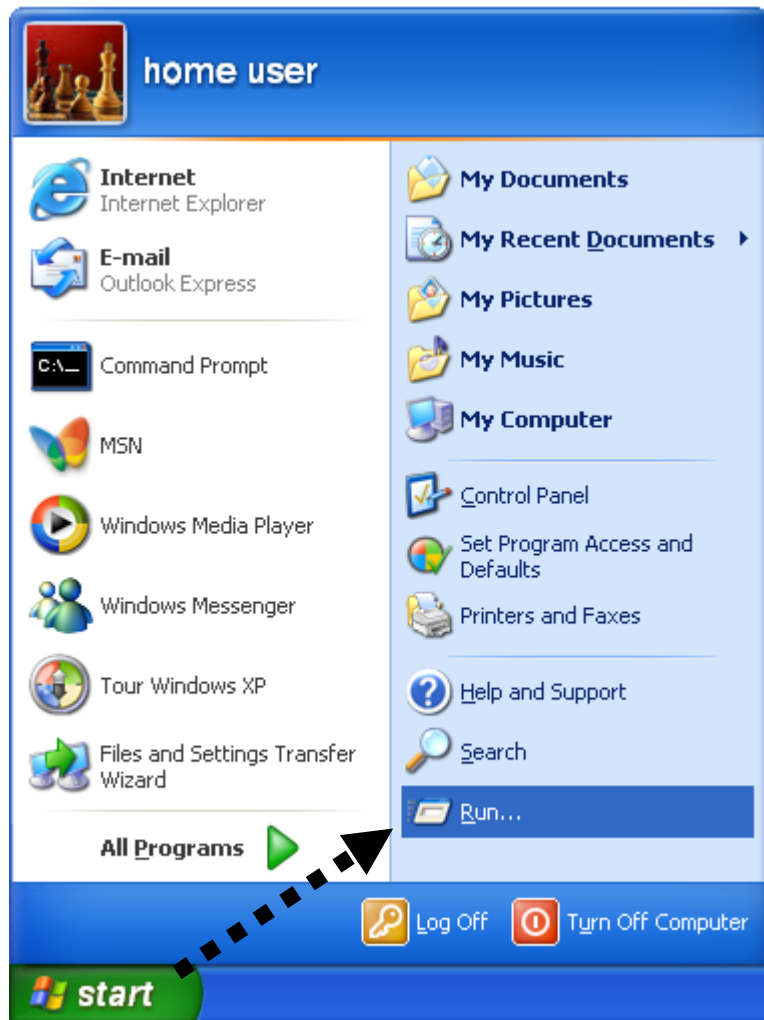 home user
Internet
Internet Explorer
E-mail
Outlook Express
C:\_
Command Prompt
MSN
Windows Media Player
Windows Messenger
Tour Windows XP
Files and Settings Transfer
Wizard
All Programs
My Documents
My Recent Documents
My Pictures
My Music
My Computer
Control Panel
Set Program Access and
Defaults
Printers and Faxes
Help and Support
Search
Run...
Log Off
Turn Off Computer
start